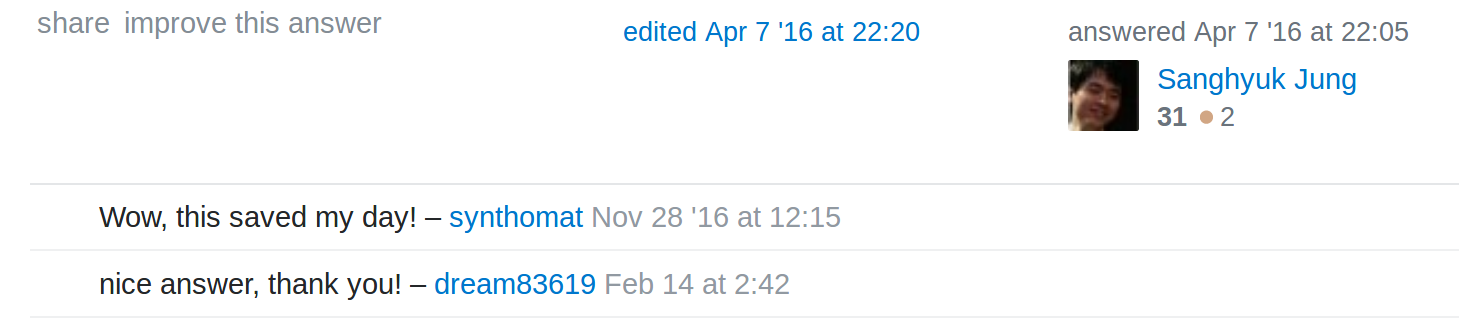 share improve this answer
edited Apr 7 '16 at 22:20
answered Apr 7 '16 at 22:05
Sanghyuk Jung
31 ● 2
Wow, this saved my day! – synthomat Nov 28 '16 at 12:15
nice answer, thank you! – dream83619 Feb 14 at 2:42